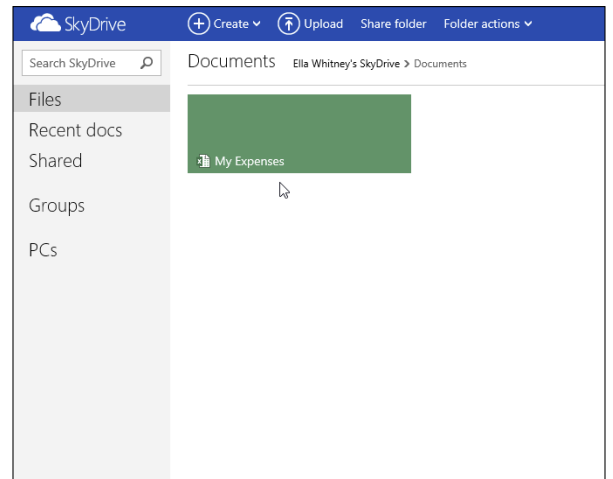 SkyDrive Create Upload Share folder Folder actions
Search SkyDrive
Documents Ella Whitney's SkyDrive > Documents
Files
Recent docs
Shared
Groups
PCs
My Expenses